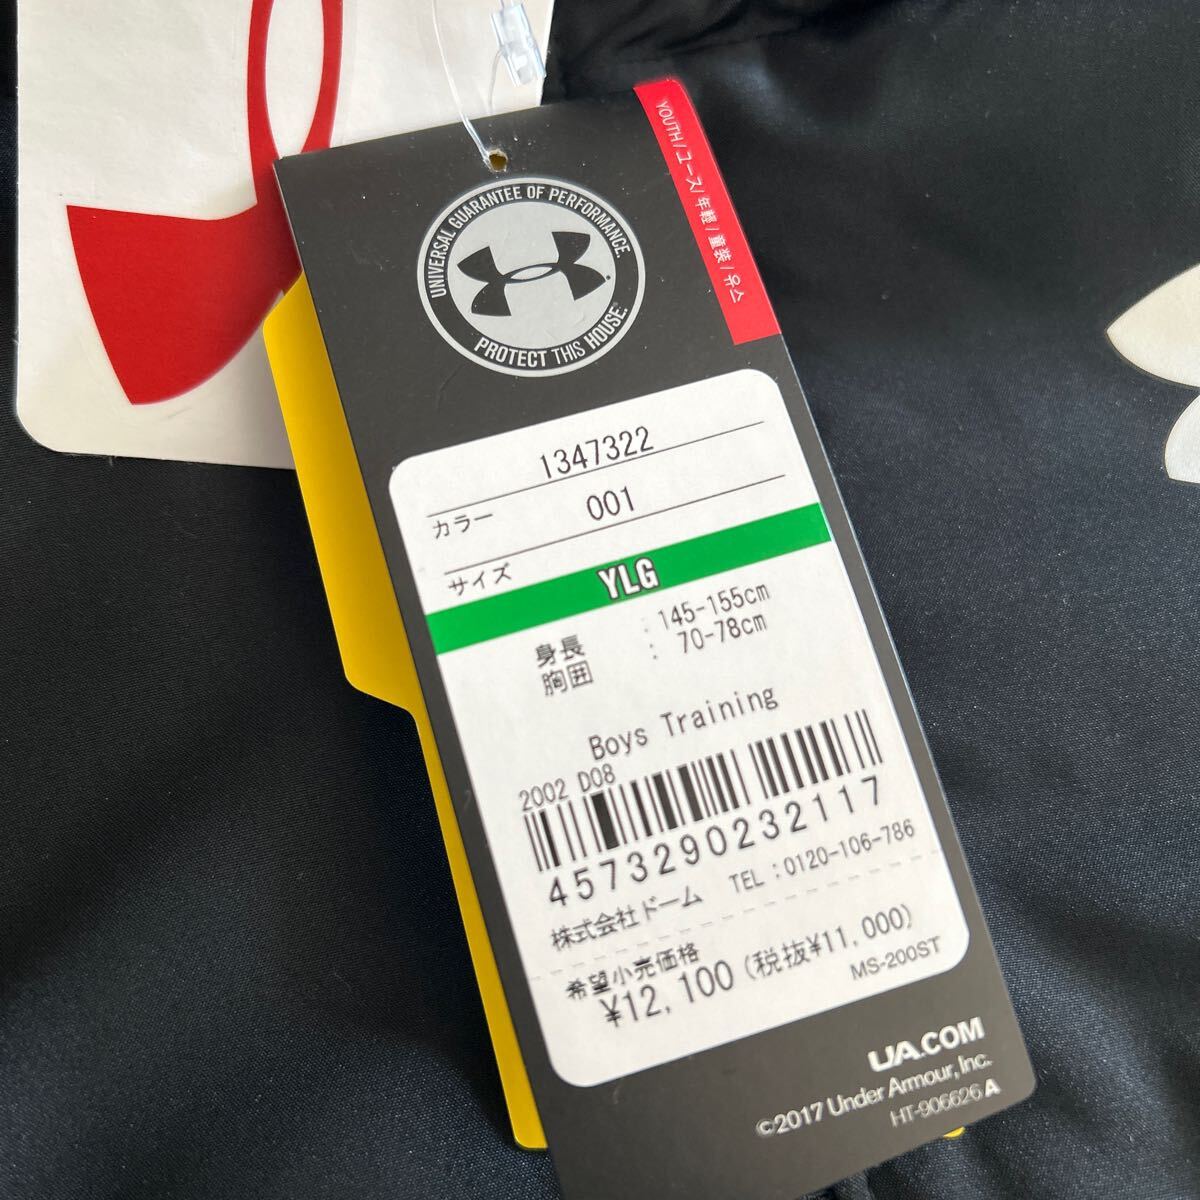 UNIVERSAL GUARANTEE OF PERFORMANCE.
PROTECT THIS HOUSE.
YOUTH/ユース/年輕/童装/유스
1347322
カラー 001
サイズ YLG
身長 : 145-155cm
胸囲 : 70-78cm
Boys Training
2002 D08
4573290232117
株式会社ドーム TEL:0120-106-786
希望小売価格
¥12,100(税抜¥11,000)
MS-200ST
UA.COM
©2017 Under Armour, Inc.
HT-906626 A